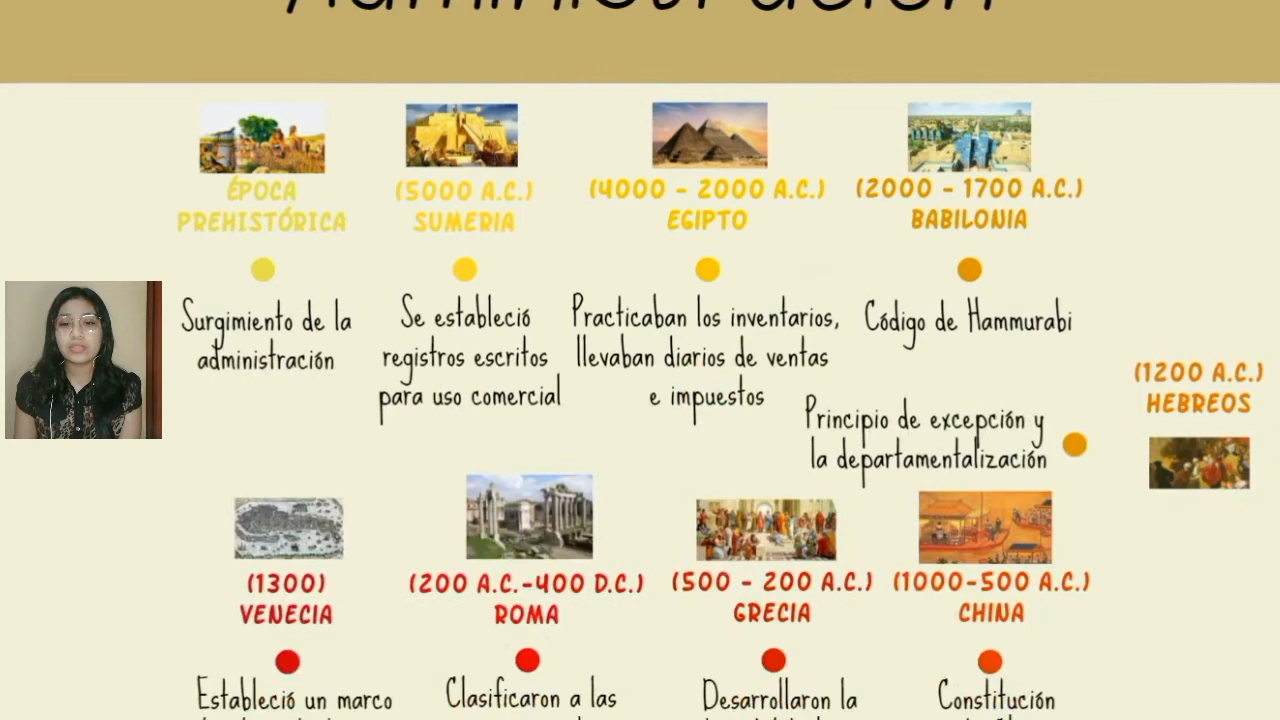 Administración
ÉPOCA
PREHISTÓRICA
Surgimiento de la
administración
(5000 A.C.)
SUMERIA
Se estableció
registros escritos
para uso comercial
(4000 - 2000 A.C.)
EGIPTO
Practicaban los inventarios,
llevaban diarios de ventas
e impuestos
(2000 - 1700 A.C.)
BABILONIA
Código de Hammurabi
(1200 A.C.)
HEBREOS
Principio de excepción y
la departamentalización
(1300)
VENECIA
Estableció un marco
(200 A.C.-400 D.C.)
ROMA
Clasificaron a las
(500 - 200 A.C.)
GRECIA
Desarrollaron la
(1000-500 A.C.)
CHINA
Constitución